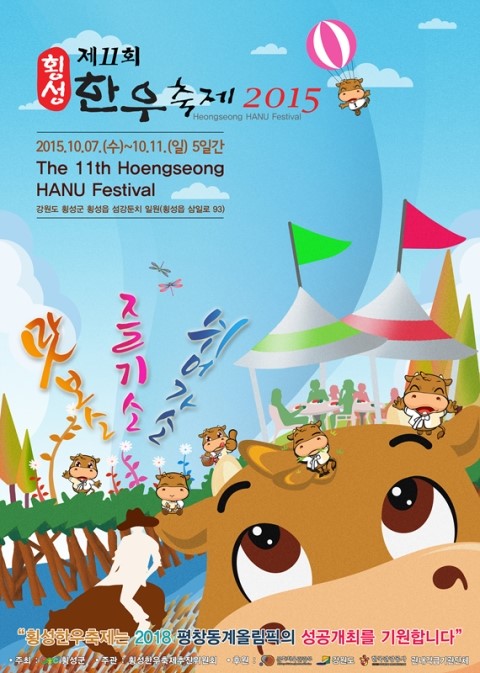 횡성
제11회
한우축제 2015
Heongseong HANU Festival
2015.10.07.(수)~10.11.(일) 5일간
The 11th Hoengseong
HANU Festival
강원도 횡성군 횡성읍 섬강둔치 일원(횡성읍 삼일로 93)
맛보소
즐기소
쉬어가소
“횡성한우축제는 2018 평창동계올림픽의 성공개최를 기원합니다”
• 주최 : 횡성군 • 주관 : 횡성한우축제추진위원회 • 후원 : 강원도